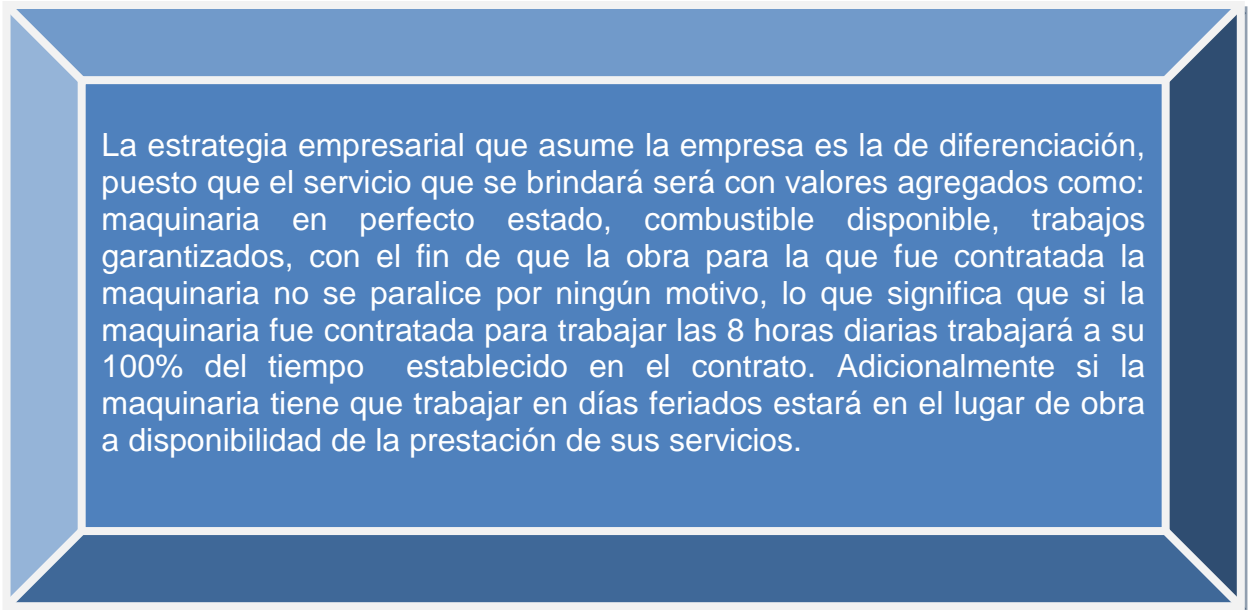 La estrategia empresarial que asume la empresa es la de diferenciación,
puesto que el servicio que se brindará será con valores agregados como:
maquinaria en perfecto estado, combustible disponible, trabajos
garantizados, con el fin de que la obra para la que fue contratada la
maquinaria no se paralice por ningún motivo, lo que significa que si la
maquinaria fue contratada para trabajar las 8 horas diarias trabajará a su
100% del tiempo establecido en el contrato. Adicionalmente si la
maquinaria tiene que trabajar en días feriados estará en el lugar de obra
a disponibilidad de la prestación de sus servicios.